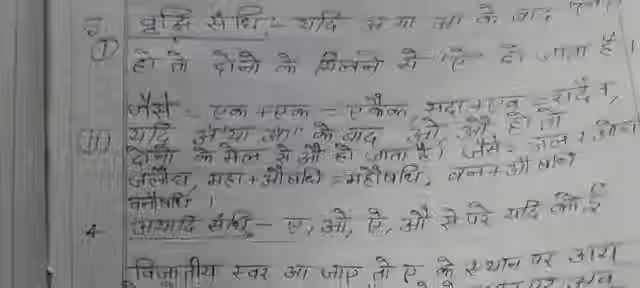 3. वृद्धि संधि :- यदि अ या आ के बाद
(i) हो तो दोनो के मिलने से 'ऐ' हो जाता है।
जैसे - एक + एक = एकैक, सदा + एव = सदैव,
(ii) यदि 'अ' या 'आ' के बाद ओ, औ हो तो
दोनो के मेल से औ हो जाता है। जैसे - जल + ओघ
जलौघ, महा + औषधि = महौषधि, वन + औषधि
वनौषधि।
4- अयादि संधि - ए, ओ, ऐ, औ से परे यदि कोई
विजातीय स्वर आ जाए तो ए के स्थान पर अय